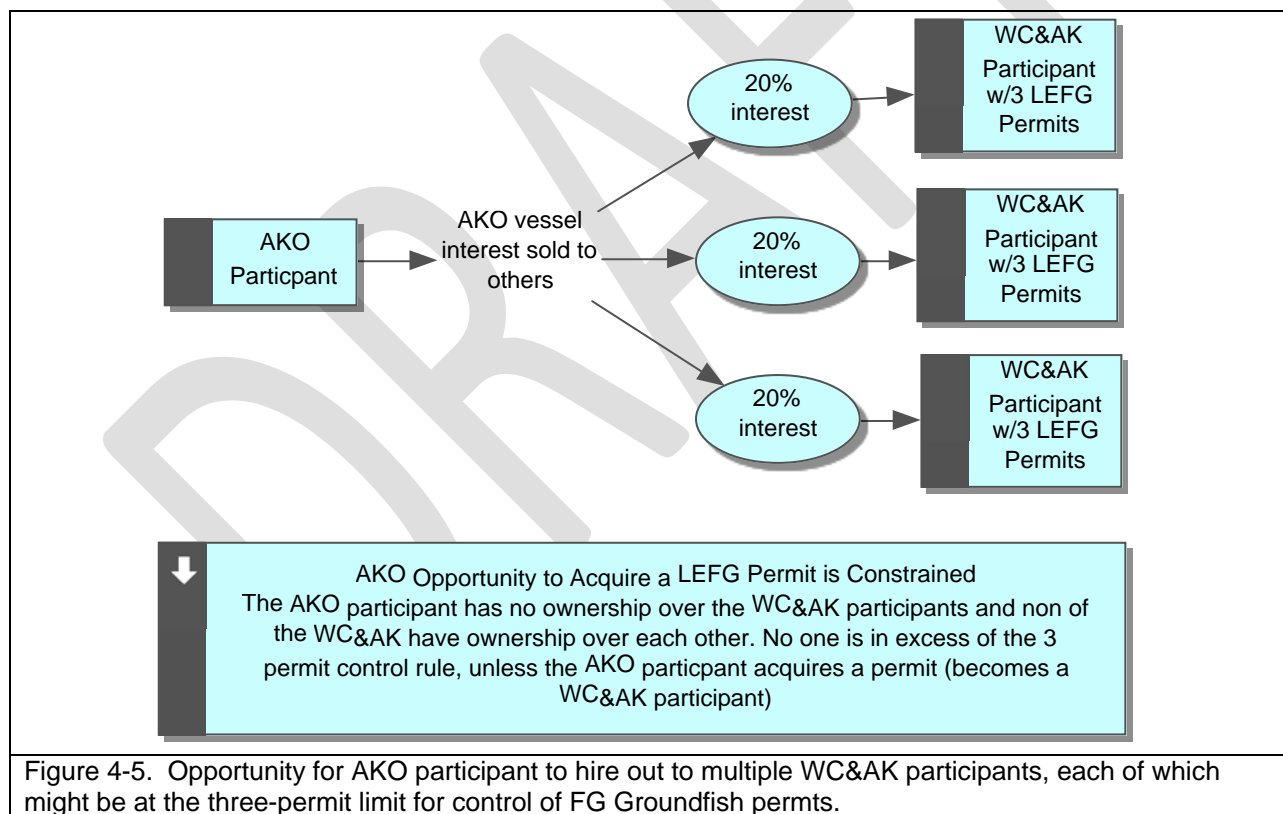 DRAFT
AKO
Particpant
AKO vessel
interest sold to
others
20%
interest
WC&AK
Participant
w/3 LEFG
Permits
20%
interest
WC&AK
Participant
w/3 LEFG
Permits
20%
interest
WC&AK
Participant
w/3 LEFG
Permits
AKO Opportunity to Acquire a LEFG Permit is Constrained
The AKO participant has no ownership over the WC&AK participants and non of
the WC&AK have ownership over each other. No one is in excess of the 3
permit control rule, unless the AKO particpant acquires a permit (becomes a
WC&AK participant)
Figure 4-5. Opportunity for AKO participant to hire out to multiple WC&AK participants, each of which
might be at the three-permit limit for control of FG Groundfish permts.